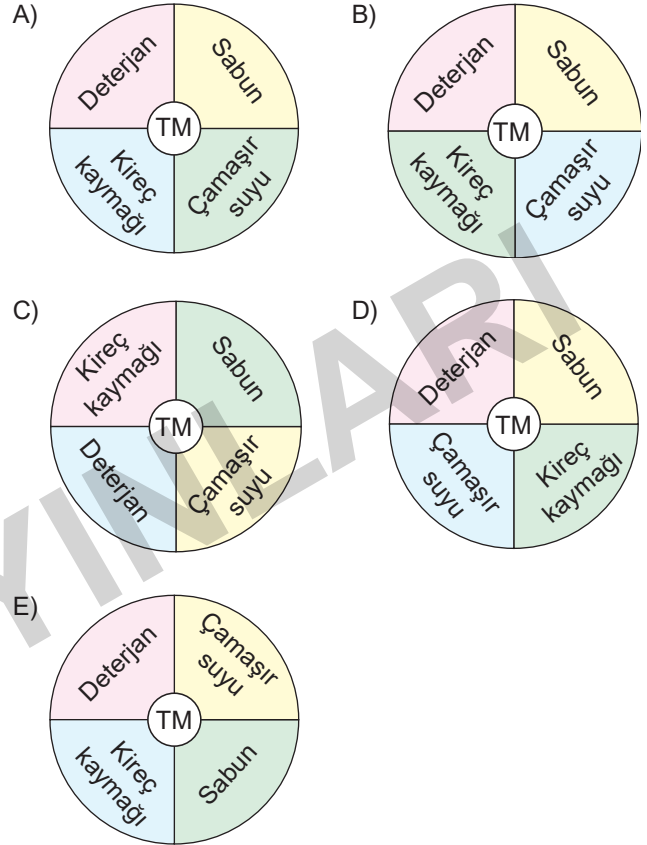 A)
Deterjan
Sabun
TM
Kireç
kaymağı
Çamaşır
suyu
B)
Deterjan
Sabun
TM
Kireç
kaymağı
Çamaşır
suyu
C)
Kireç
kaymağı
Sabun
TM
Deterjan
Çamaşır
suyu
D)
Deterjan
Sabun
TM
Çamaşır
suyu
Kireç
kaymağı
E)
Deterjan
Çamaşır
suyu
TM
Kireç
kaymağı
Sabun
YINLARI